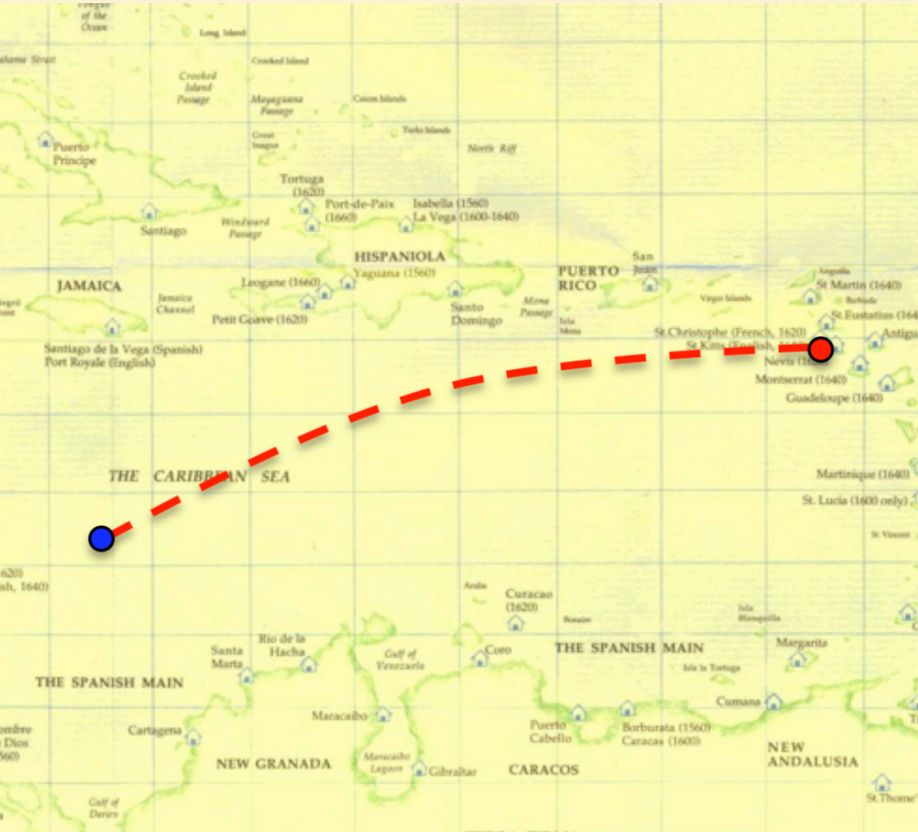 of the
Ocean
Long Island
Crooked Island
Crooked
Island
Passage
Mayaguana
Passage
Caicos Islands
Great
Inagua
Turks Islands
North Riff
Puerto
Principe
Tortuga
(1620)
Port-de-Paix
(1660)
Isabella (1560)
La Vega (1600-1640)
Santiago
Windward
Passage
HISPANIOLA
Yaguana (1560)
San
Juan
PUERTO
RICO
Anguilla
St Martin (1640)
Barbuda
JAMAICA
Jamaica
Channel
Leogane (1660)
Petit Goave (1620)
Santo
Domingo
Mona
Passage
Virgin Islands
Isla
Mona
St.Eustatius (164
St.Christophe (French, 1620)
St.Kitts (English,
Antigu
Santiago de la Vega (Spanish)
Port Royale (English)
Nevis
Montserrat (1640)
Guadeloupe (1640)
THE CARIBBEAN SEA
Martinique (1640)
St. Lucia (1600 only)
St Vincent
620)
sh, 1640)
Aruba
Curacao
(1620)
Bonaire
Isla
Blanquilla
Santa
Marta
Rio de la
Hacha
Gulf of
Venezuela
Coro
THE SPANISH MAIN
Margarita
Isle la Tortuga
THE SPANISH MAIN
Cumana
Cartagena
Maracaibo
Puerto
Cabello
Borburata (1560)
Caracas (1600)
ombre
Dios
560)
NEW GRANADA
Maracaibo
Lagoon
Gibraltar
CARACOS
NEW
ANDALUSIA
Gulf of
Darien
St.Thome